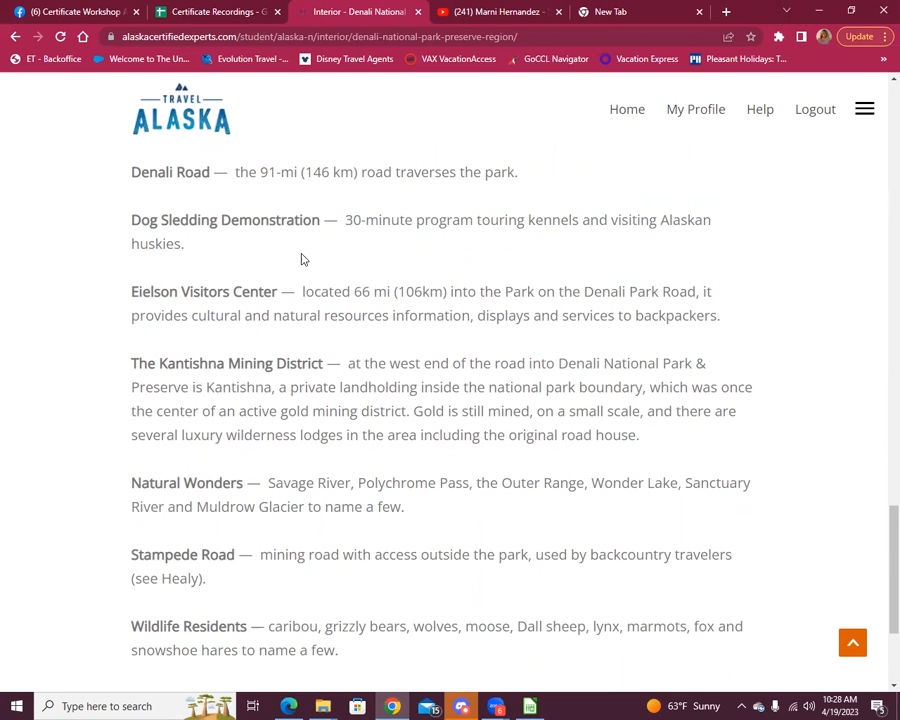 (6) Certificate Workshop A
Certificate Recordings - G
Interior - Denali National
(241) Marni Hernandez -
New Tab
alaskacertifiedexperts.com/student/alaska-n/interior/denali-national-park-preserve-region/
Update
ET - Backoffice
Welcome to The Un...
Evolution Travel -...
Disney Travel Agents
VAX VacationAccess
GoCCL Navigator
Vacation Express
Pleasant Holidays: T...
TRAVEL
ALASKA
Home
My Profile
Help
Logout
Denali Road — the 91-mi (146 km) road traverses the park.
Dog Sledding Demonstration — 30-minute program touring kennels and visiting Alaskan
huskies.
Eielson Visitors Center — located 66 mi (106km) into the Park on the Denali Park Road, it
provides cultural and natural resources information, displays and services to backpackers.
The Kantishna Mining District — at the west end of the road into Denali National Park &
Preserve is Kantishna, a private landholding inside the national park boundary, which was once
the center of an active gold mining district. Gold is still mined, on a small scale, and there are
several luxury wilderness lodges in the area including the original road house.
Natural Wonders — Savage River, Polychrome Pass, the Outer Range, Wonder Lake, Sanctuary
River and Muldrow Glacier to name a few.
Stampede Road — mining road with access outside the park, used by backcountry travelers
(see Healy).
Wildlife Residents — caribou, grizzly bears, wolves, moose, Dall sheep, lynx, marmots, fox and
snowshoe hares to name a few.
Type here to search
15
6
63°F Sunny
10:28 AM
4/19/2023
5